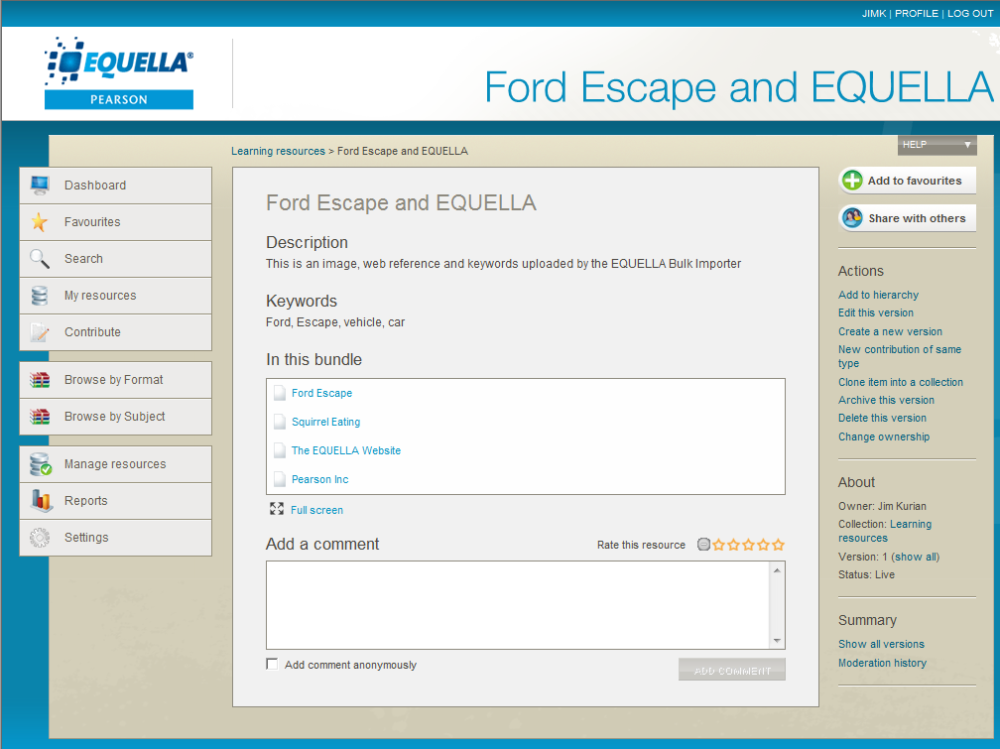 JIMK | PROFILE | LOG OUT
EQUELLA®
PEARSON
Ford Escape and EQUELLA
HELP
Learning resources > Ford Escape and EQUELLA
Dashboard
Favourites
Search
My resources
Contribute
Browse by Format
Browse by Subject
Manage resources
Reports
Settings
Ford Escape and EQUELLA
Description
This is an image, web reference and keywords uploaded by the EQUELLA Bulk Importer
Keywords
Ford, Escape, vehicle, car
In this bundle
Ford Escape
Squirrel Eating
The EQUELLA Website
Pearson Inc
Full screen
Add a comment
Rate this resource
Add comment anonymously
ADD COMMENT
Add to favourites
Share with others
Actions
Add to hierarchy
Edit this version
Create a new version
New contribution of same
type
Clone item into a collection
Archive this version
Delete this version
Change ownership
About
Owner: Jim Kurian
Collection: Learning
resources
Version: 1 (show all)
Status: Live
Summary
Show all versions
Moderation history